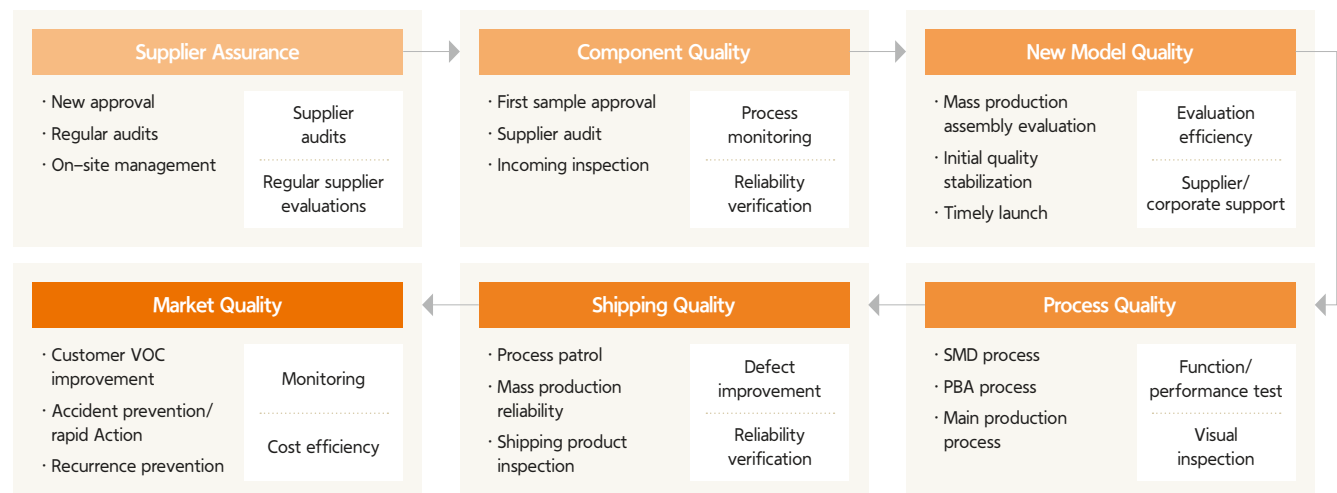 Supplier Assurance
· New approval
· Regular audits
· On–site management
Supplier
audits
Regular supplier
evaluations
Component Quality
· First sample approval
· Supplier audit
· Incoming inspection
Process
monitoring
Reliability
verification
New Model Quality
· Mass production
assembly evaluation
· Initial quality
stabilization
· Timely launch
Evaluation
efficiency
Supplier/
corporate support
Process Quality
· SMD process
· PBA process
· Main production
process
Function/
performance test
Visual
inspection
Shipping Quality
· Process patrol
· Mass production
reliability
· Shipping product
inspection
Defect
improvement
Reliability
verification
Market Quality
· Customer VOC
improvement
· Accident prevention/
rapid Action
· Recurrence prevention
Monitoring
Cost efficiency